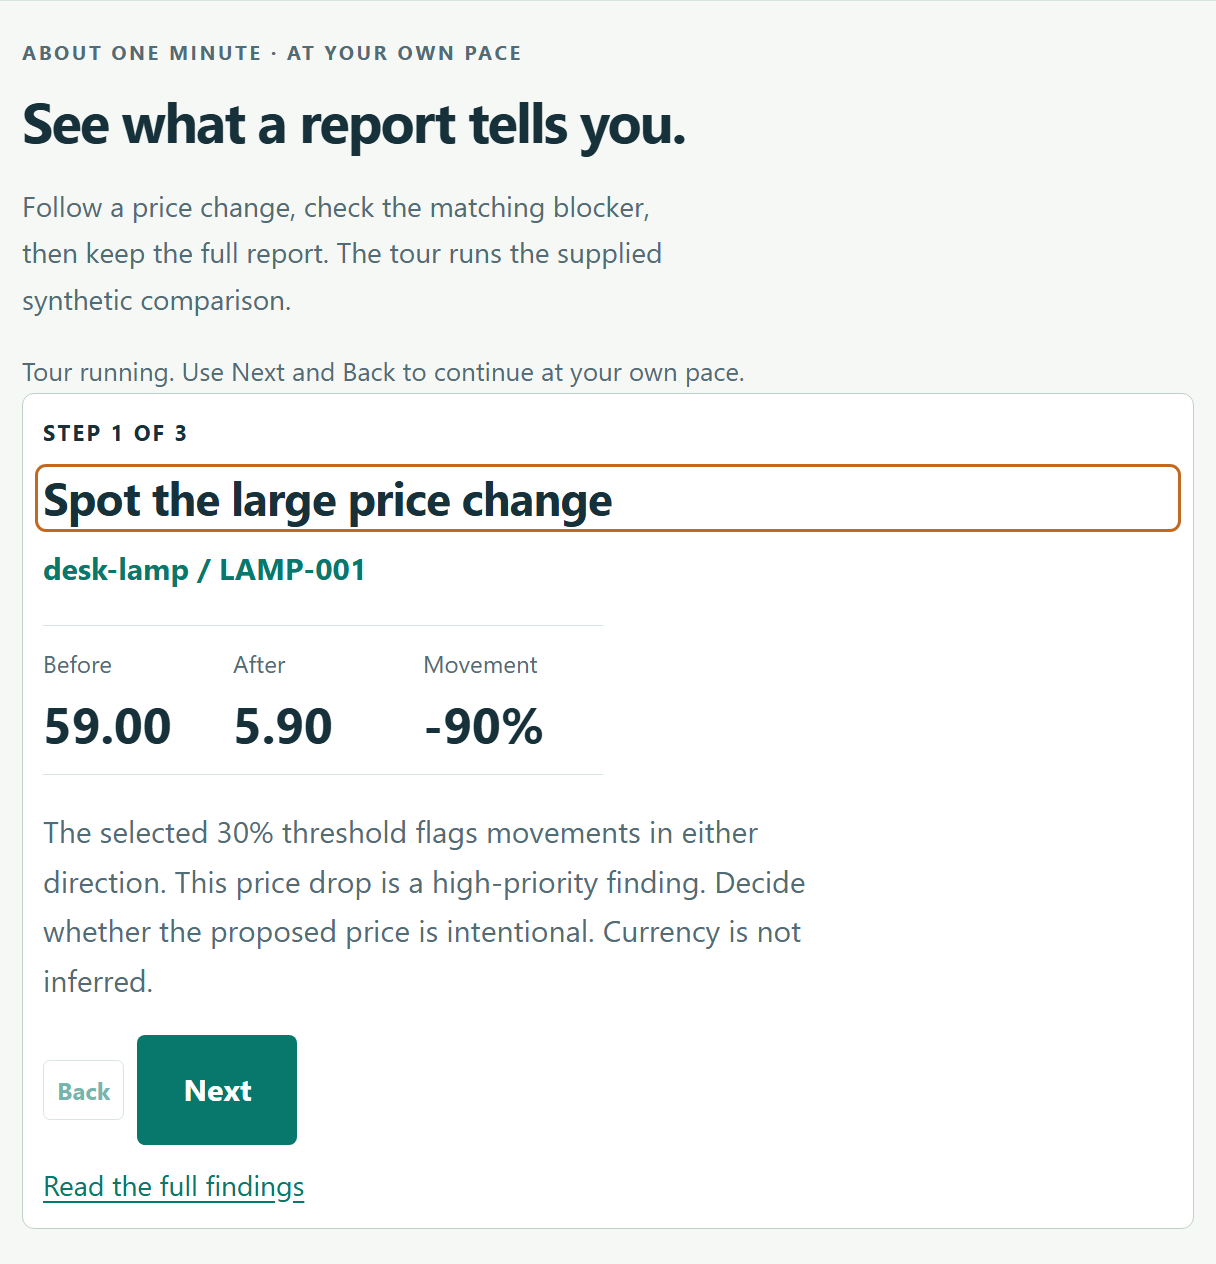 ABOUT ONE MINUTE · AT YOUR OWN PACE
See what a report tells you.
Follow a price change, check the matching blocker,
then keep the full report. The tour runs the supplied
synthetic comparison.
Tour running. Use Next and Back to continue at your own pace.
STEP 1 OF 3
Spot the large price change
desk-lamp / LAMP-001
Before After Movement
59.00 5.90 -90%
The selected 30% threshold flags movements in either
direction. This price drop is a high-priority finding. Decide
whether the proposed price is intentional. Currency is not
inferred.
Back Next
Read the full findings